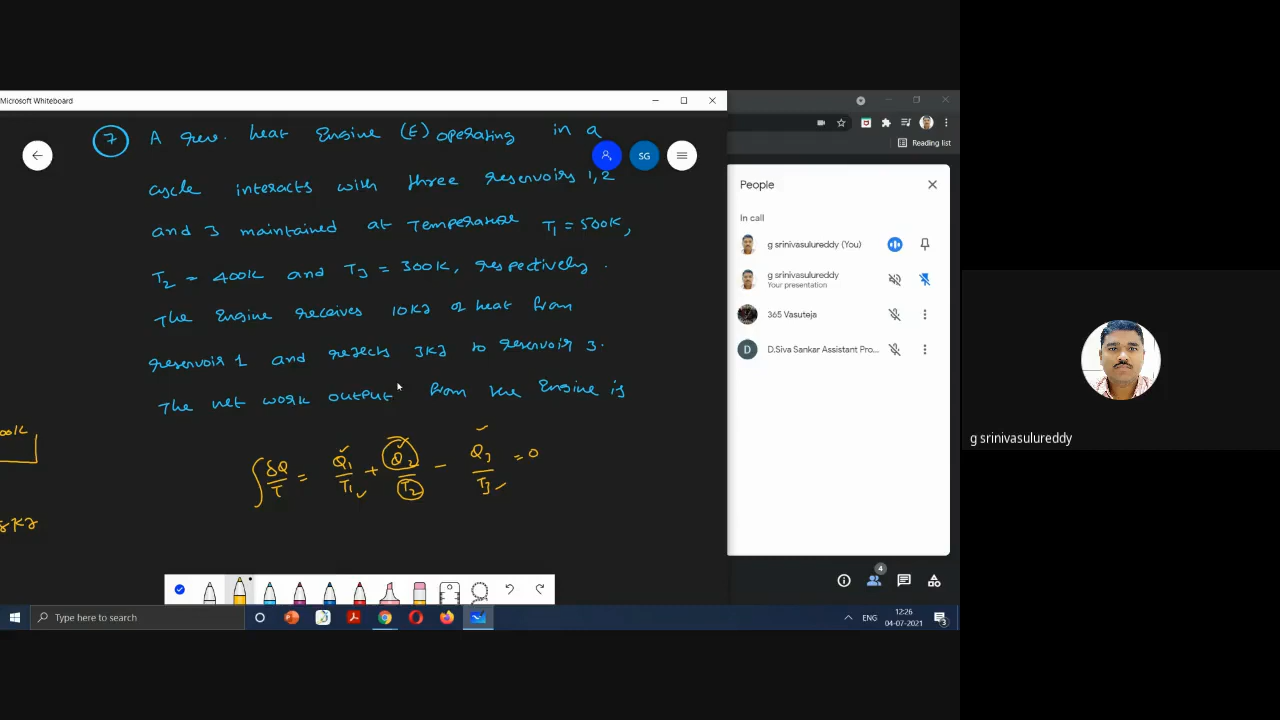 Microsoft Whiteboard
7 A rev. heat Engine (E) operating in a
cycle interacts with three reservoirs 1,2
and 3 maintained at Temperature T1 = 500K,
T2 = 400K and T3 = 300K, respectively.
The Engine receives 10KJ of heat from
reservoir 1 and rejects 3KJ to reservoir 3.
The net work output from the Engine is
∫ δQ/T = Q1/T1 + Q2/T2 - Q3/T3 = 0
SG
Reading list
People
In call
g srinivasulureddy (You)
g srinivasulureddy
Your presentation
365 Vasuteja
D.Siva Sankar Assistant Pro...
4
g srinivasulureddy
Type here to search
ENG
12:26
04-07-2021
3